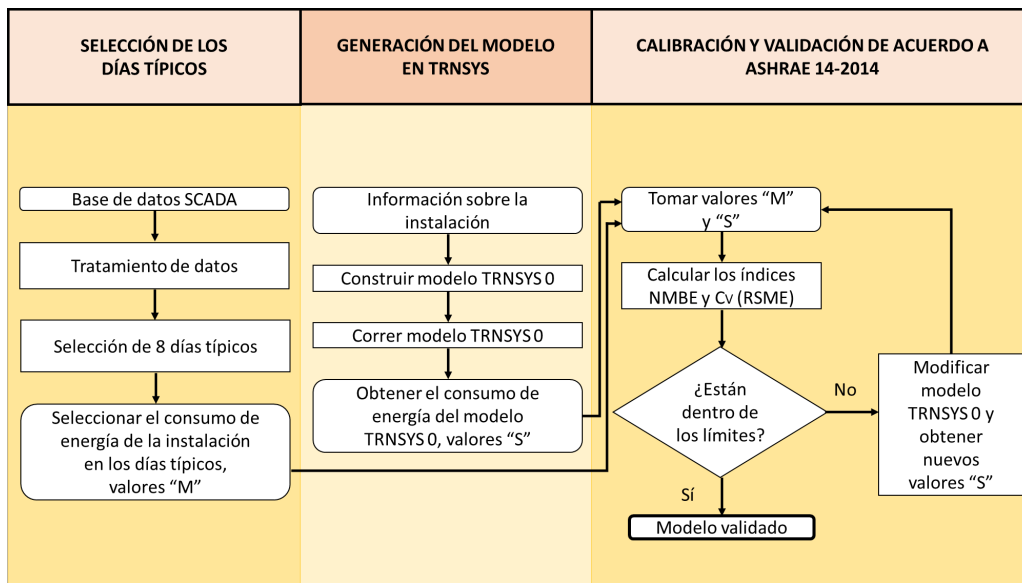 SELECCIÓN DE LOS
DÍAS TÍPICOS
GENERACIÓN DEL MODELO
EN TRNSYS
CALIBRACIÓN Y VALIDACIÓN DE ACUERDO A
ASHRAE 14-2014
Base de datos SCADA
Tratamiento de datos
Selección de 8 días típicos
Seleccionar el consumo de
energía de la instalación
en los días típicos,
valores “M”
Información sobre la
instalación
Construir modelo TRNSYS 0
Correr modelo TRNSYS 0
Obtener el consumo de
energía del modelo
TRNSYS 0, valores “S”
Tomar valores “M”
y “S”
Calcular los índices
NMBE y Cv (RSME)
¿Están
dentro de
los límites?
No
Modificar
modelo
TRNSYS 0 y
obtener
nuevos
valores “S”
Sí
Modelo validado